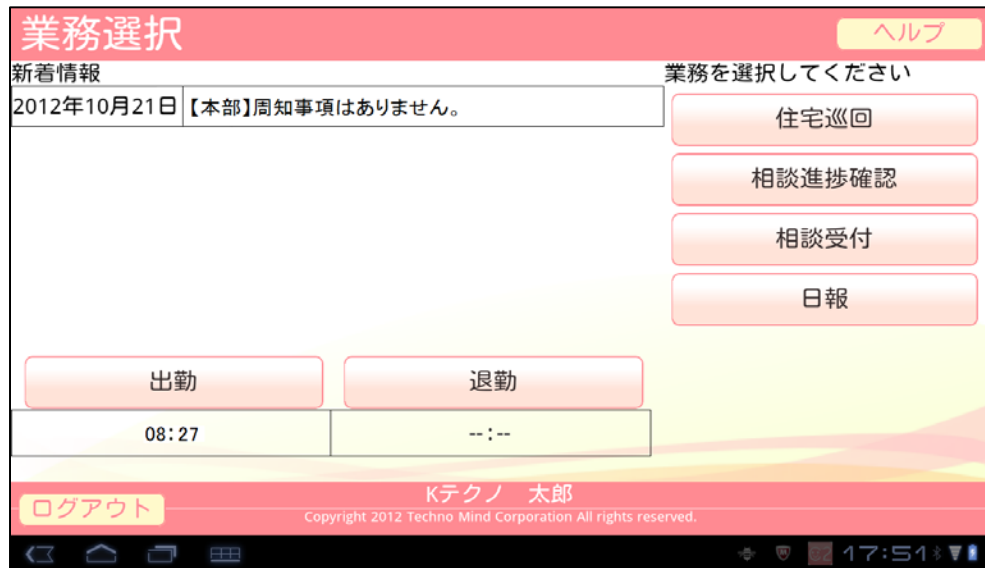 業務選択
ヘルプ
新着情報
業務を選択してください
2012年10月21日 【本部】周知事項はありません。
住宅巡回
相談進捗確認
相談受付
日報
出勤 退勤
08:27 --:--
Kテクノ 太郎
ログアウト
Copyright 2012 Techno Mind Corporation All rights reserved.
17:51